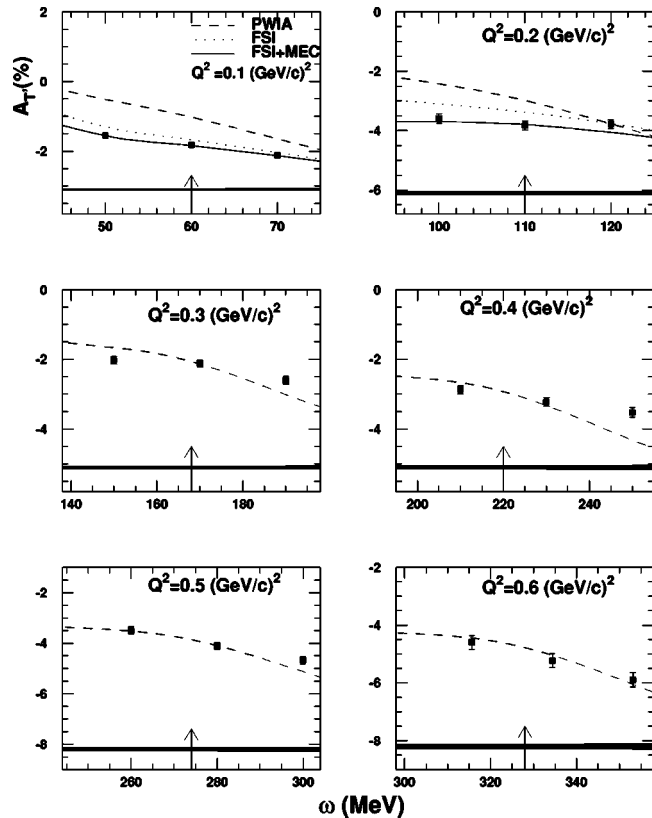 A_T'(%)
2
0
-2
50 60 70
PWIA
FSI
FSI+MEC
Q²=0.1 (GeV/c)²
0
-2
-4
-6
100 110 120
Q²=0.2 (GeV/c)²
0
-2
-4
140 160 180
Q²=0.3 (GeV/c)²
0
-2
-4
200 220 240
Q²=0.4 (GeV/c)²
-2
-4
-6
-8
260 280 300
Q²=0.5 (GeV/c)²
-2
-4
-6
-8
300 320 340
Q²=0.6 (GeV/c)²
ω (MeV)